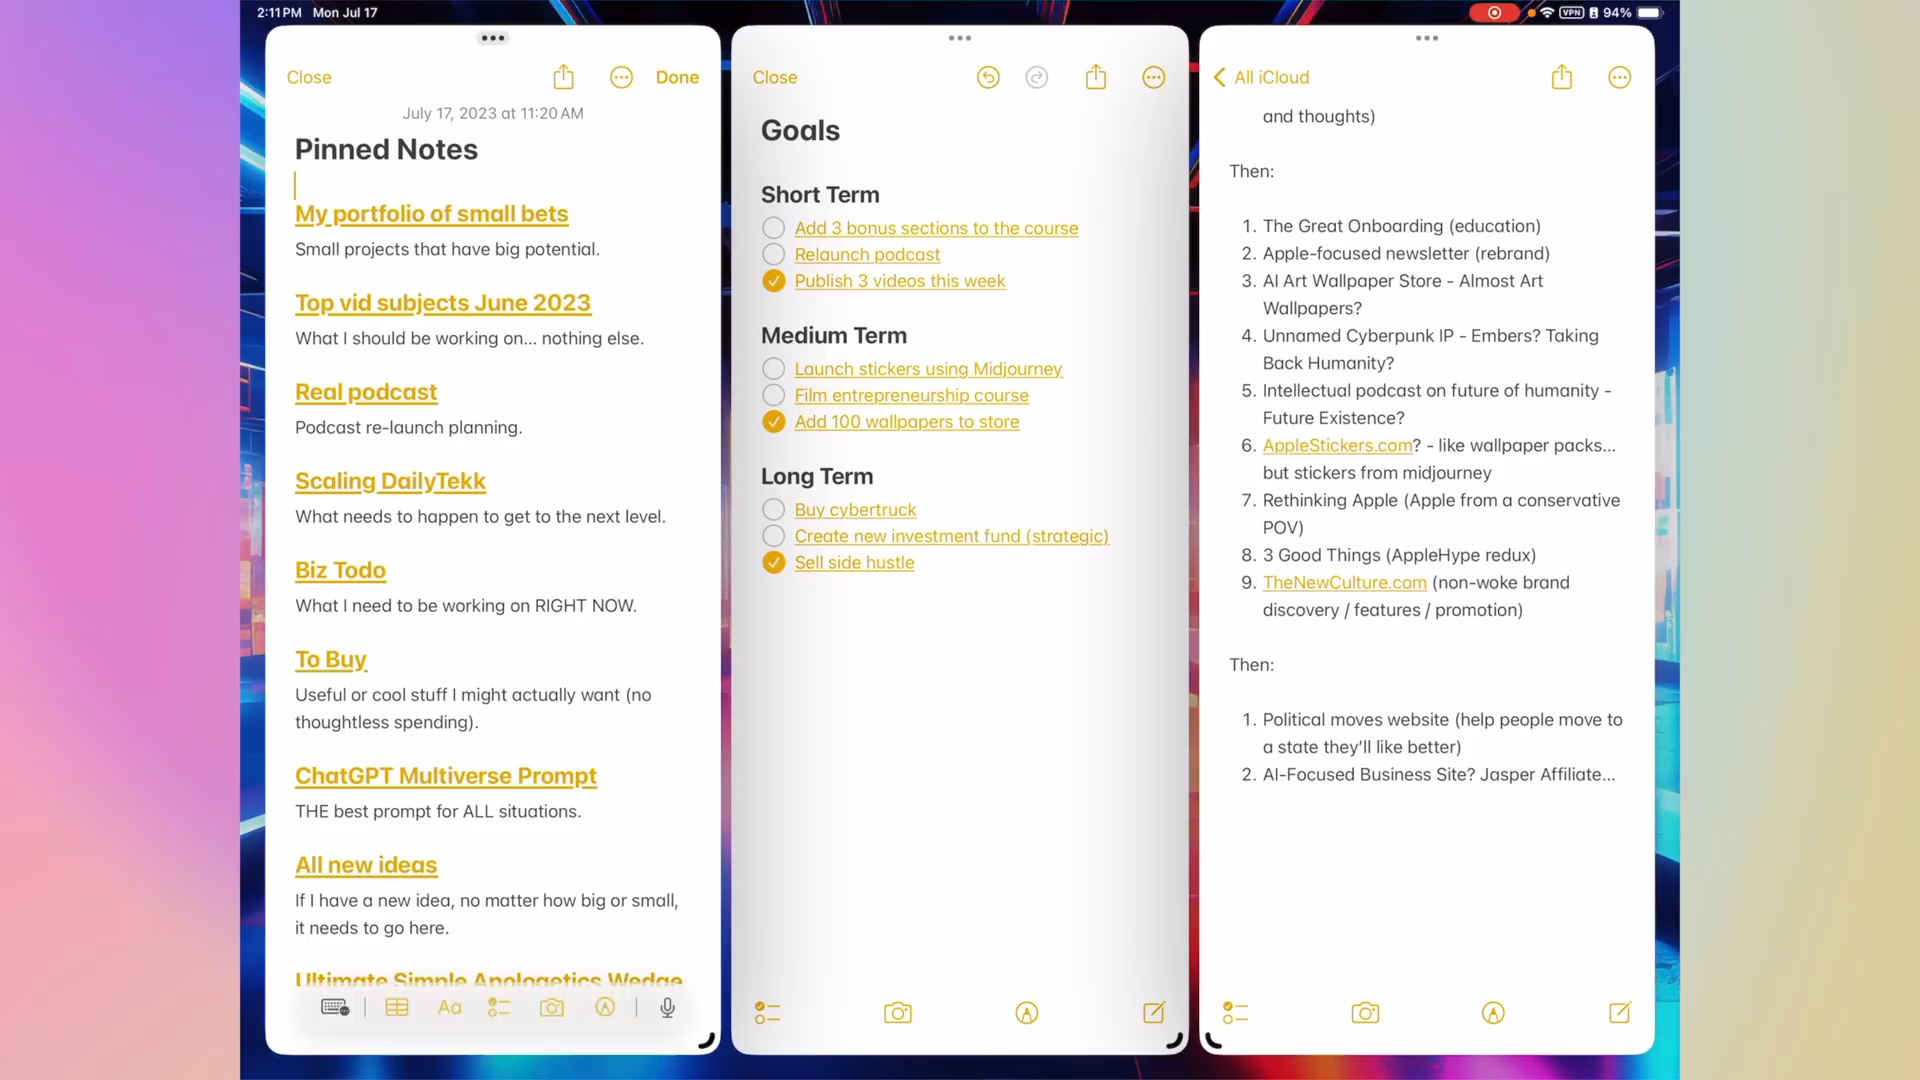 2:11 PM Mon Jul 17
VPN 94%
Close
Done
July 17, 2023 at 11:20 AM
Pinned Notes
My portfolio of small bets
Small projects that have big potential.
Top vid subjects June 2023
What I should be working on... nothing else.
Real podcast
Podcast re-launch planning.
Scaling DailyTekk
What needs to happen to get to the next level.
Biz Todo
What I need to be working on RIGHT NOW.
To Buy
Useful or cool stuff I might actually want (no
thoughtless spending).
ChatGPT Multiverse Prompt
THE best prompt for ALL situations.
All new ideas
If I have a new idea, no matter how big or small,
it needs to go here.
Ultimate Simple Apologetics Wedge
Aa
Close
Goals
Short Term
Add 3 bonus sections to the course
Relaunch podcast
Publish 3 videos this week
Medium Term
Launch stickers using Midjourney
Film entrepreneurship course
Add 100 wallpapers to store
Long Term
Buy cybertruck
Create new investment fund (strategic)
Sell side hustle
All iCloud
and thoughts)
Then:
1. The Great Onboarding (education)
2. Apple-focused newsletter (rebrand)
3. AI Art Wallpaper Store - Almost Art
Wallpapers?
4. Unnamed Cyberpunk IP - Embers? Taking
Back Humanity?
5. Intellectual podcast on future of humanity -
Future Existence?
6. AppleStickers.com? - like wallpaper packs...
but stickers from midjourney
7. Rethinking Apple (Apple from a conservative
POV)
8. 3 Good Things (AppleHype redux)
9. TheNewCulture.com (non-woke brand
discovery / features / promotion)
Then:
1. Political moves website (help people move to
a state they'll like better)
2. AI-Focused Business Site? Jasper Affiliate...